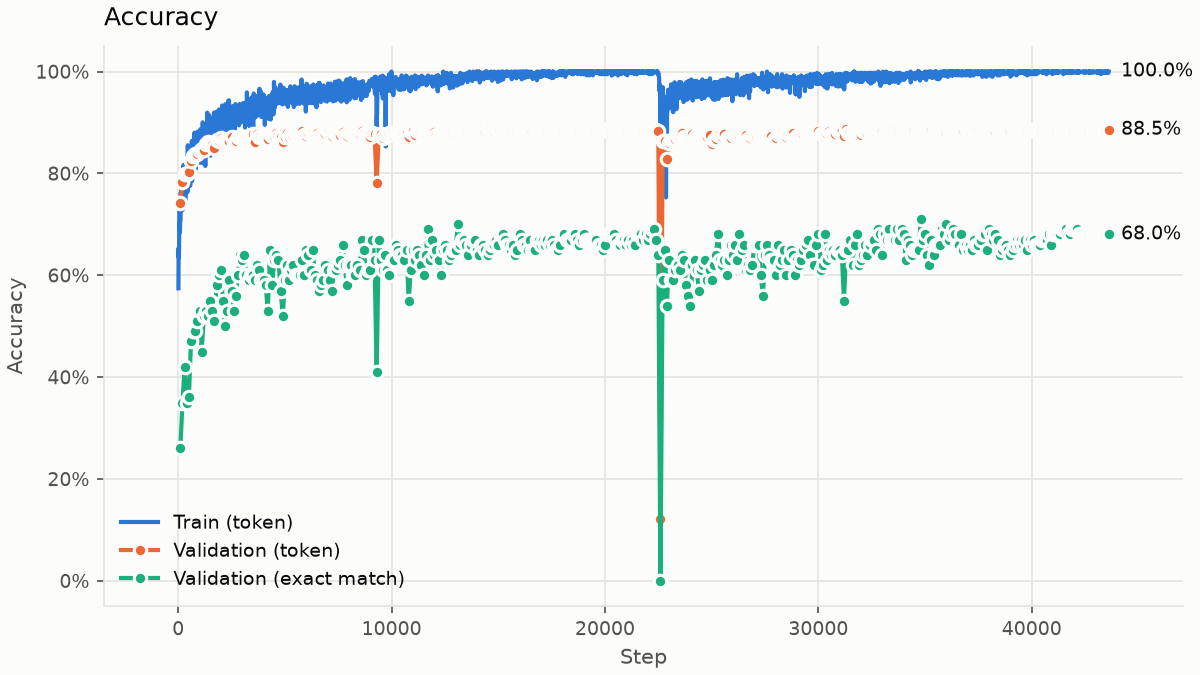 Accuracy
100%
80%
60%
40%
20%
0%
Accuracy
100.0%
88.5%
68.0%
Train (token)
Validation (token)
Validation (exact match)
0
10000
20000
30000
40000
Step